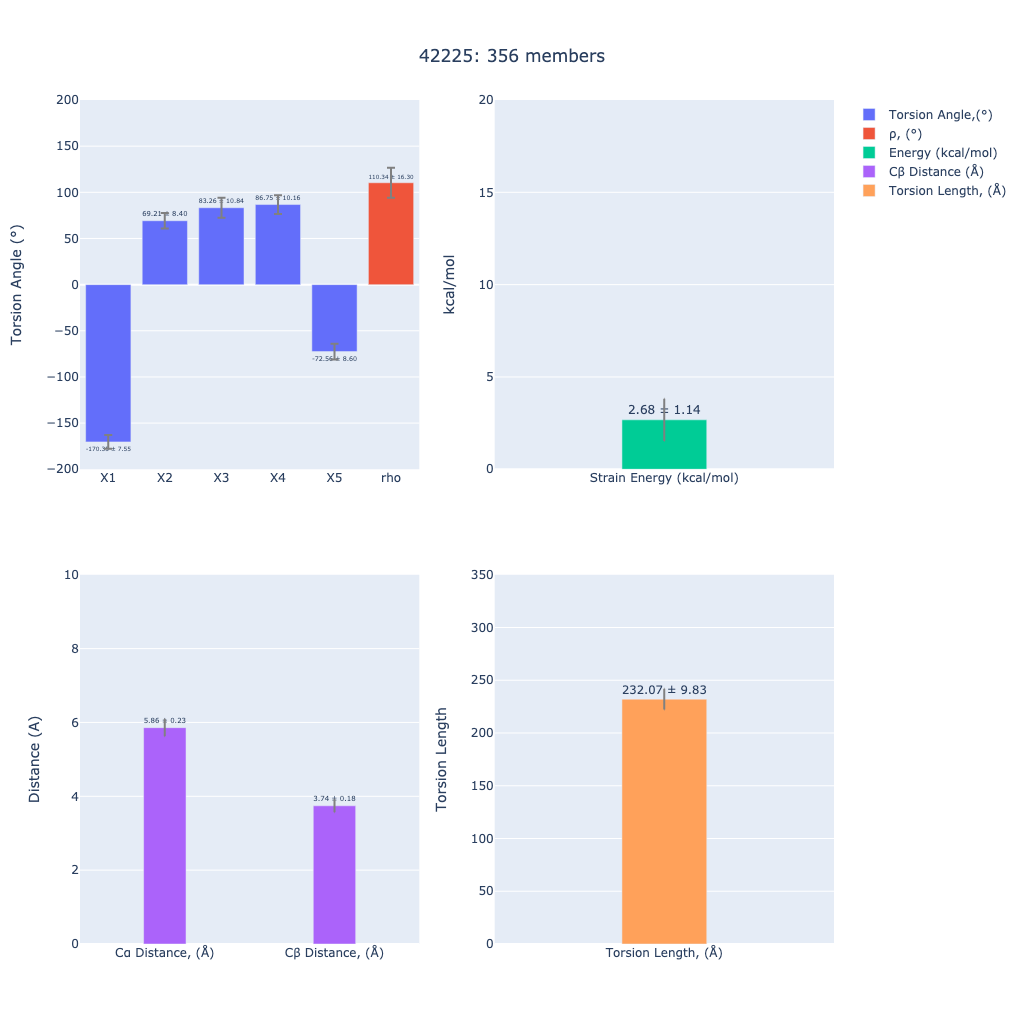 42225: 356 members
Torsion Angle (°)
200
150
100
50
0
−50
−100
−150
−200
69.21 ± 8.40
83.26 ± 10.84
86.75 ± 10.16
110.34 ± 16.30
-72.56 ± 8.60
± 7.55
X1 X2 X3 X4 X5 rho
kcal/mol
20
15
10
5
0
2.68 ± 1.14
Strain Energy (kcal/mol)
Torsion Angle,(°)
ρ, (°)
Energy (kcal/mol)
Cβ Distance (Å)
Torsion Length, (Å)
Distance (A)
10
8
6
4
2
0
5.86 ± 0.23
3.74 ± 0.18
Cα Distance, (Å) Cβ Distance, (Å)
Torsion Length
350
300
250
200
150
100
50
0
232.07 ± 9.83
Torsion Length, (Å)